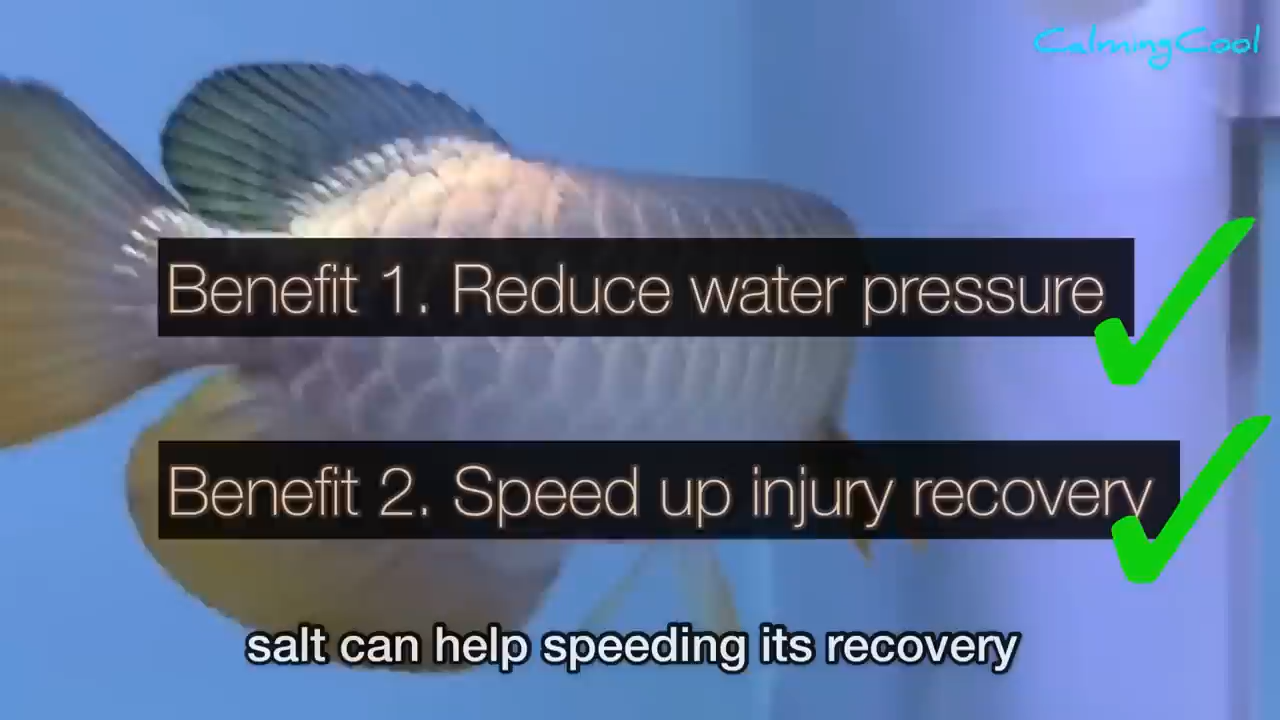 CalmingCool
Benefit 1. Reduce water pressure
Benefit 2. Speed up injury recovery
salt can help speeding its recovery